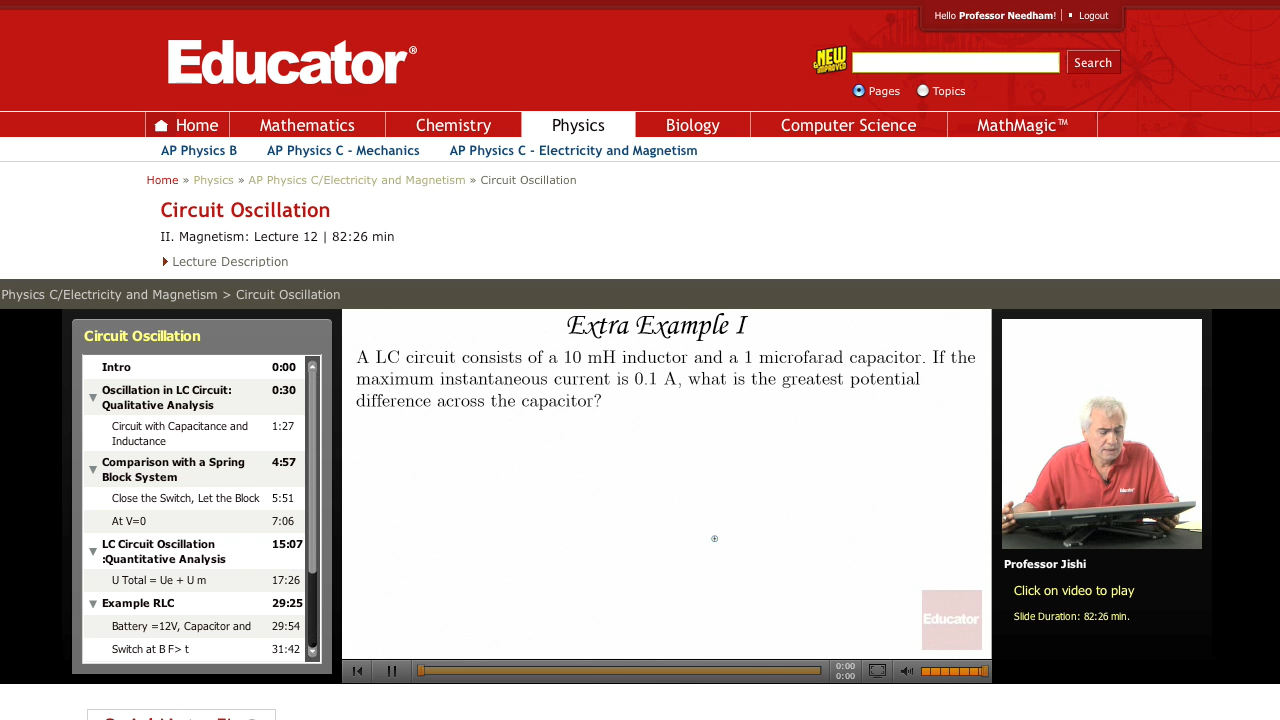 Hello Professor Needham! Logout
Educator®
NEW
& IMPROVED
Search
Pages Topics
Home Mathematics Chemistry Physics Biology Computer Science MathMagic™
AP Physics B AP Physics C - Mechanics AP Physics C - Electricity and Magnetism
Home » Physics » AP Physics C/Electricity and Magnetism » Circuit Oscillation
Circuit Oscillation
II. Magnetism: Lecture 12 | 82:26 min
Lecture Description
Physics C/Electricity and Magnetism > Circuit Oscillation
Circuit Oscillation
Intro 0:00
Oscillation in LC Circuit: 0:30
Qualitative Analysis
Circuit with Capacitance and 1:27
Inductance
Comparison with a Spring 4:57
Block System
Close the Switch, Let the Block 5:51
At V=0 7:06
LC Circuit Oscillation 15:07
:Quantitative Analysis
U Total = Ue + U m 17:26
Example RLC 29:25
Battery =12V, Capacitor and 29:54
Switch at B F> t 31:42
Extra Example I
A LC circuit consists of a 10 mH inductor and a 1 microfarad capacitor. If the
maximum instantaneous current is 0.1 A, what is the greatest potential
difference across the capacitor?
Educator
0:00
0:00
Educator
Professor Jishi
Click on video to play
Slide Duration: 82:26 min.